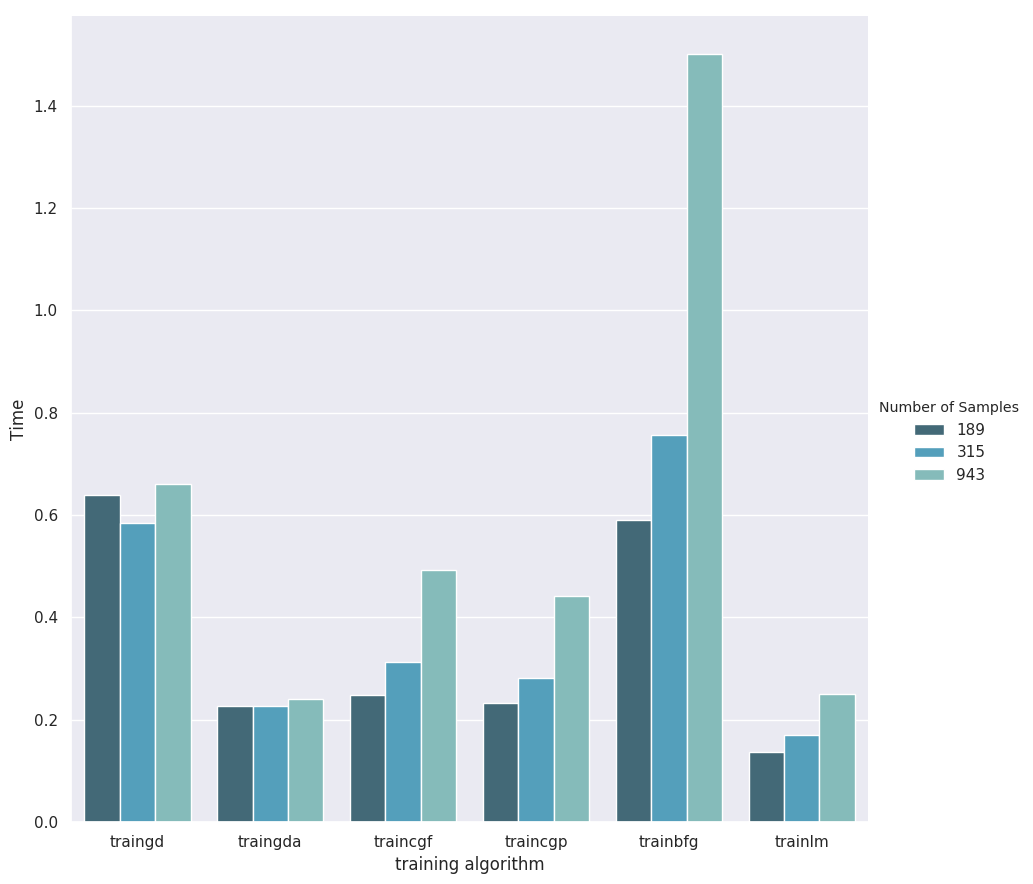 1.4
1.2
1.0
0.8
0.6
0.4
0.2
0.0
Time
traingd traingda traincgf traincgp trainbfg trainlm
training algorithm
Number of Samples
189
315
943